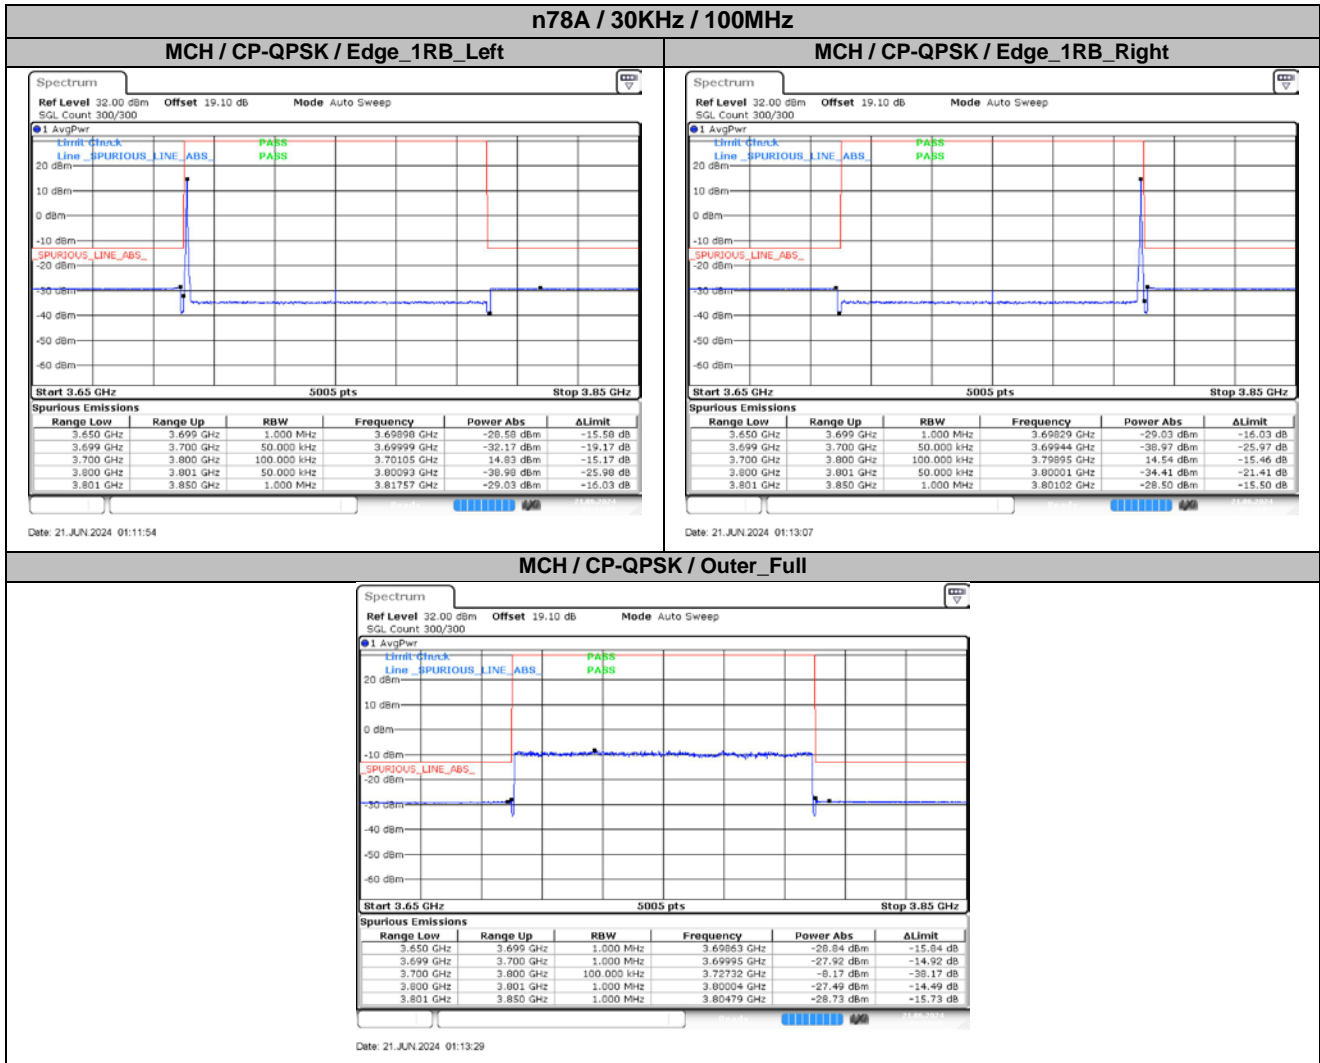 n78A / 30KHz / 100MHz
MCH / CP-QPSK / Edge_1RB_Left
MCH / CP-QPSK / Edge_1RB_Right
Spectrum
Ref Level 32.00 dBm Offset 19.10 dB Mode Auto Sweep
SGL Count 300/300
1 AvgPwr
Limit Check PASS
Line _SPURIOUS_LINE_ABS_ PASS
20 dBm
10 dBm
0 dBm
-10 dBm
_SPURIOUS_LINE_ABS_
-20 dBm
-30 dBm
-40 dBm
-50 dBm
-60 dBm
Start 3.65 GHz 5005 pts Stop 3.85 GHz
Spurious Emissions
Range Low Range Up RBW Frequency Power Abs ΔLimit
3.650 GHz 3.699 GHz 1.000 MHz 3.69898 GHz -28.58 dBm -15.58 dB
3.699 GHz 3.700 GHz 50.000 kHz 3.69999 GHz -32.17 dBm -19.17 dB
3.700 GHz 3.800 GHz 100.000 kHz 3.70105 GHz 14.83 dBm -15.17 dB
3.800 GHz 3.801 GHz 50.000 kHz 3.80093 GHz -38.98 dBm -25.98 dB
3.801 GHz 3.850 GHz 1.000 MHz 3.81757 GHz -29.03 dBm -16.03 dB
Date: 21.JUN.2024 01:11:54
Spectrum
Ref Level 32.00 dBm Offset 19.10 dB Mode Auto Sweep
SGL Count 300/300
1 AvgPwr
Limit Check PASS
Line _SPURIOUS_LINE_ABS_ PASS
20 dBm
10 dBm
0 dBm
-10 dBm
_SPURIOUS_LINE_ABS_
-20 dBm
-30 dBm
-40 dBm
-50 dBm
-60 dBm
Start 3.65 GHz 5005 pts Stop 3.85 GHz
Spurious Emissions
Range Low Range Up RBW Frequency Power Abs ΔLimit
3.650 GHz 3.699 GHz 1.000 MHz 3.69829 GHz -29.03 dBm -16.03 dB
3.699 GHz 3.700 GHz 50.000 kHz 3.69944 GHz -38.97 dBm -25.97 dB
3.700 GHz 3.800 GHz 100.000 kHz 3.79895 GHz 14.54 dBm -15.46 dB
3.800 GHz 3.801 GHz 50.000 kHz 3.80001 GHz -34.41 dBm -21.41 dB
3.801 GHz 3.850 GHz 1.000 MHz 3.80102 GHz -28.50 dBm -15.50 dB
Date: 21.JUN.2024 01:13:07
MCH / CP-QPSK / Outer_Full
Spectrum
Ref Level 32.00 dBm Offset 19.10 dB Mode Auto Sweep
SGL Count 300/300
1 AvgPwr
Limit Check PASS
Line _SPURIOUS_LINE_ABS_ PASS
20 dBm
10 dBm
0 dBm
-10 dBm
_SPURIOUS_LINE_ABS_
-20 dBm
-30 dBm
-40 dBm
-50 dBm
-60 dBm
Start 3.65 GHz 5005 pts Stop 3.85 GHz
Spurious Emissions
Range Low Range Up RBW Frequency Power Abs ΔLimit
3.650 GHz 3.699 GHz 1.000 MHz 3.69863 GHz -28.84 dBm -15.84 dB
3.699 GHz 3.700 GHz 1.000 MHz 3.69995 GHz -27.92 dBm -14.92 dB
3.700 GHz 3.800 GHz 100.000 kHz 3.72732 GHz -8.17 dBm -38.17 dB
3.800 GHz 3.801 GHz 1.000 MHz 3.80004 GHz -27.49 dBm -14.49 dB
3.801 GHz 3.850 GHz 1.000 MHz 3.80479 GHz -28.73 dBm -15.73 dB
Date: 21.JUN.2024 01:13:29